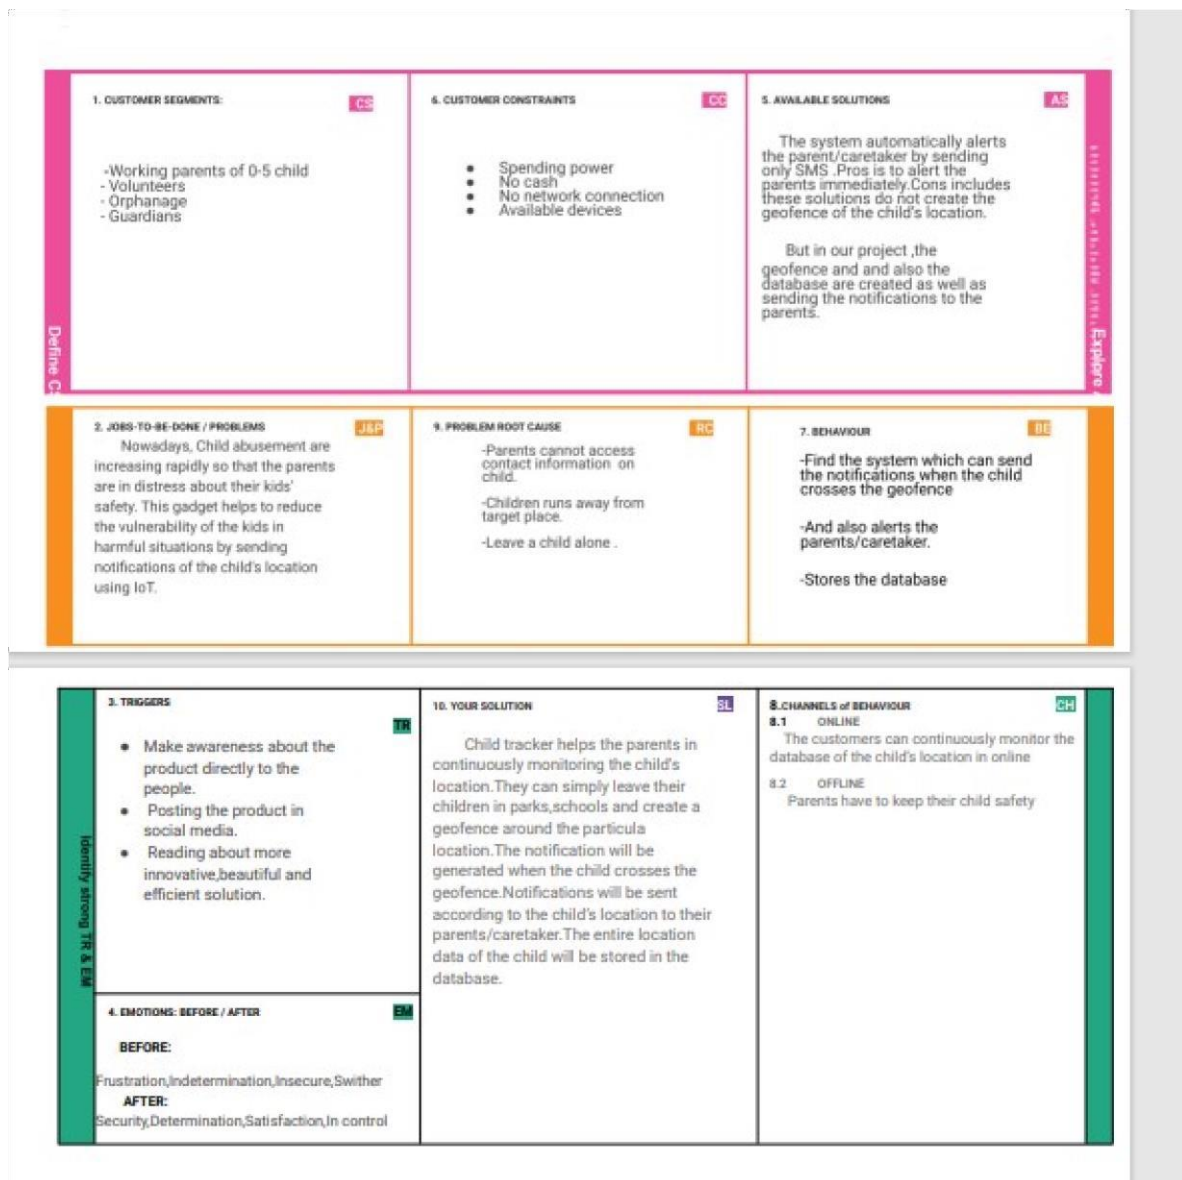 1. CUSTOMER SEGMENTS:
CS
-Working parents of 0-5 child
- Volunteers
- Orphanage
- Guardians
6. CUSTOMER CONSTRAINTS
CC
● Spending power
● No cash
● No network connection
● Available devices
5. AVAILABLE SOLUTIONS
AS
The system automatically alerts
the parent/caretaker by sending
only SMS .Pros is to alert the
parents immediately.Cons includes
these solutions do not create the
geofence of the child's location.
But in our project ,the
geofence and and also the
database are created as well as
sending the notifications to the
parents.
Define C
Explore
2. JOBS-TO-BE-DONE / PROBLEMS
J&P
Nowadays, Child abusement are
increasing rapidly so that the parents
are in distress about their kids'
safety. This gadget helps to reduce
the vulnerability of the kids in
harmful situations by sending
notifications of the child's location
using IoT.
9. PROBLEM ROOT CAUSE
RC
-Parents cannot access
contact information on
child.
-Children runs away from
target place.
-Leave a child alone .
7. BEHAVIOUR
BE
-Find the system which can send
the notifications when the child
crosses the geofence
-And also alerts the
parents/caretaker.
-Stores the database
3. TRIGGERS
TR
● Make awareness about the
product directly to the
people.
● Posting the product in
social media.
● Reading about more
innovative,beautiful and
efficient solution.
4. EMOTIONS: BEFORE / AFTER
EM
BEFORE:
Frustration,Indetermination,Insecure,Swither
AFTER:
Security,Determination,Satisfaction,In control
Identify strong TR & EM
10. YOUR SOLUTION
SL
Child tracker helps the parents in
continuously monitoring the child's
location.They can simply leave their
children in parks,schools and create a
geofence around the particula
location.The notification will be
generated when the child crosses the
geofence.Notifications will be sent
according to the child's location to their
parents/caretaker.The entire location
data of the child will be stored in the
database.
8.CHANNELS of BEHAVIOUR
CH
8.1 ONLINE
The customers can continuously monitor the
database of the child's location in online
8.2 OFFLINE
Parents have to keep their child safety